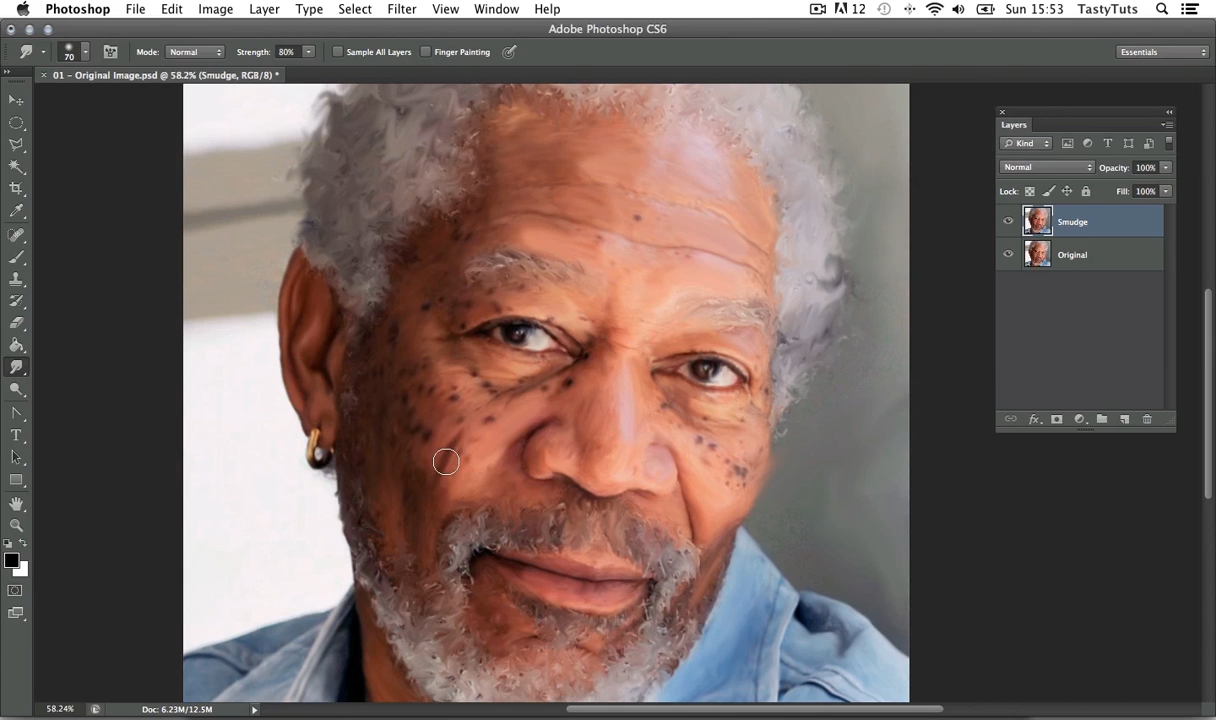 Photoshop File Edit Image Layer Type Select Filter View Window Help 12 Sun 15:53 TastyTuts
Adobe Photoshop CS6
70 Mode: Normal Strength: 80% Sample All Layers Finger Painting Essentials
01 - Original Image.psd @ 58.2% (Smudge, RGB/8) *
Layers
Kind
Normal Opacity: 100%
Lock: Fill: 100%
Smudge
Original
fx
58.24% Doc: 6.23M/12.5M